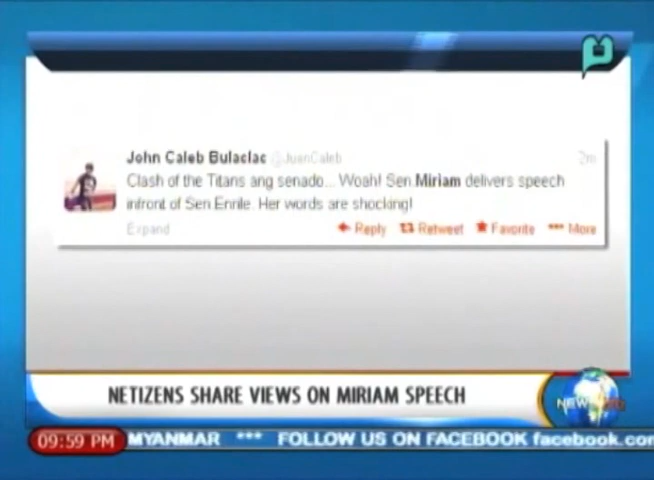 John Caleb Bulaclac @JuanCaleb 2m
Clash of the Titans ang senado... Woah! Sen.Miriam delivers speech
infront of Sen.Enrile. Her words are shocking!
Expand Reply Retweet Favorite More
NETIZENS SHARE VIEWS ON MIRIAM SPEECH
09:59 PM MYANMAR *** FOLLOW US ON FACEBOOK facebook.com